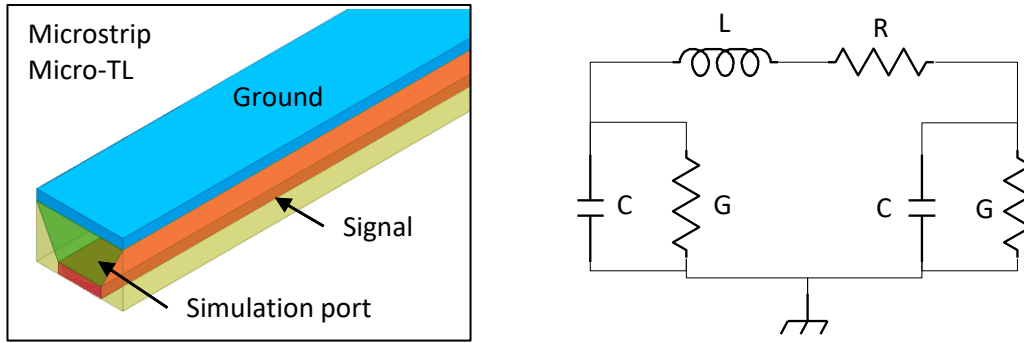 Microstrip
Micro-TL
Ground
Signal
Simulation port
L
R
C
G
C
G